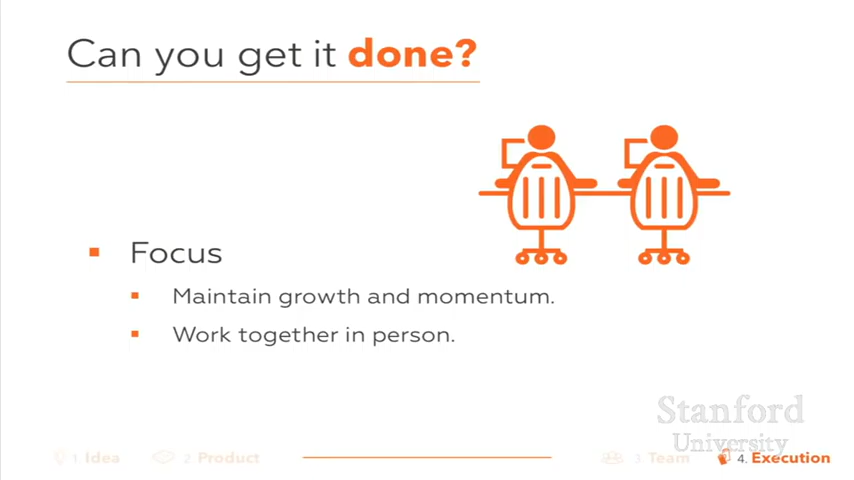 Can you get it done?
Focus
Maintain growth and momentum.
Work together in person.
Stanford
University
1 Idea
2 Product
3 Team
4. Execution